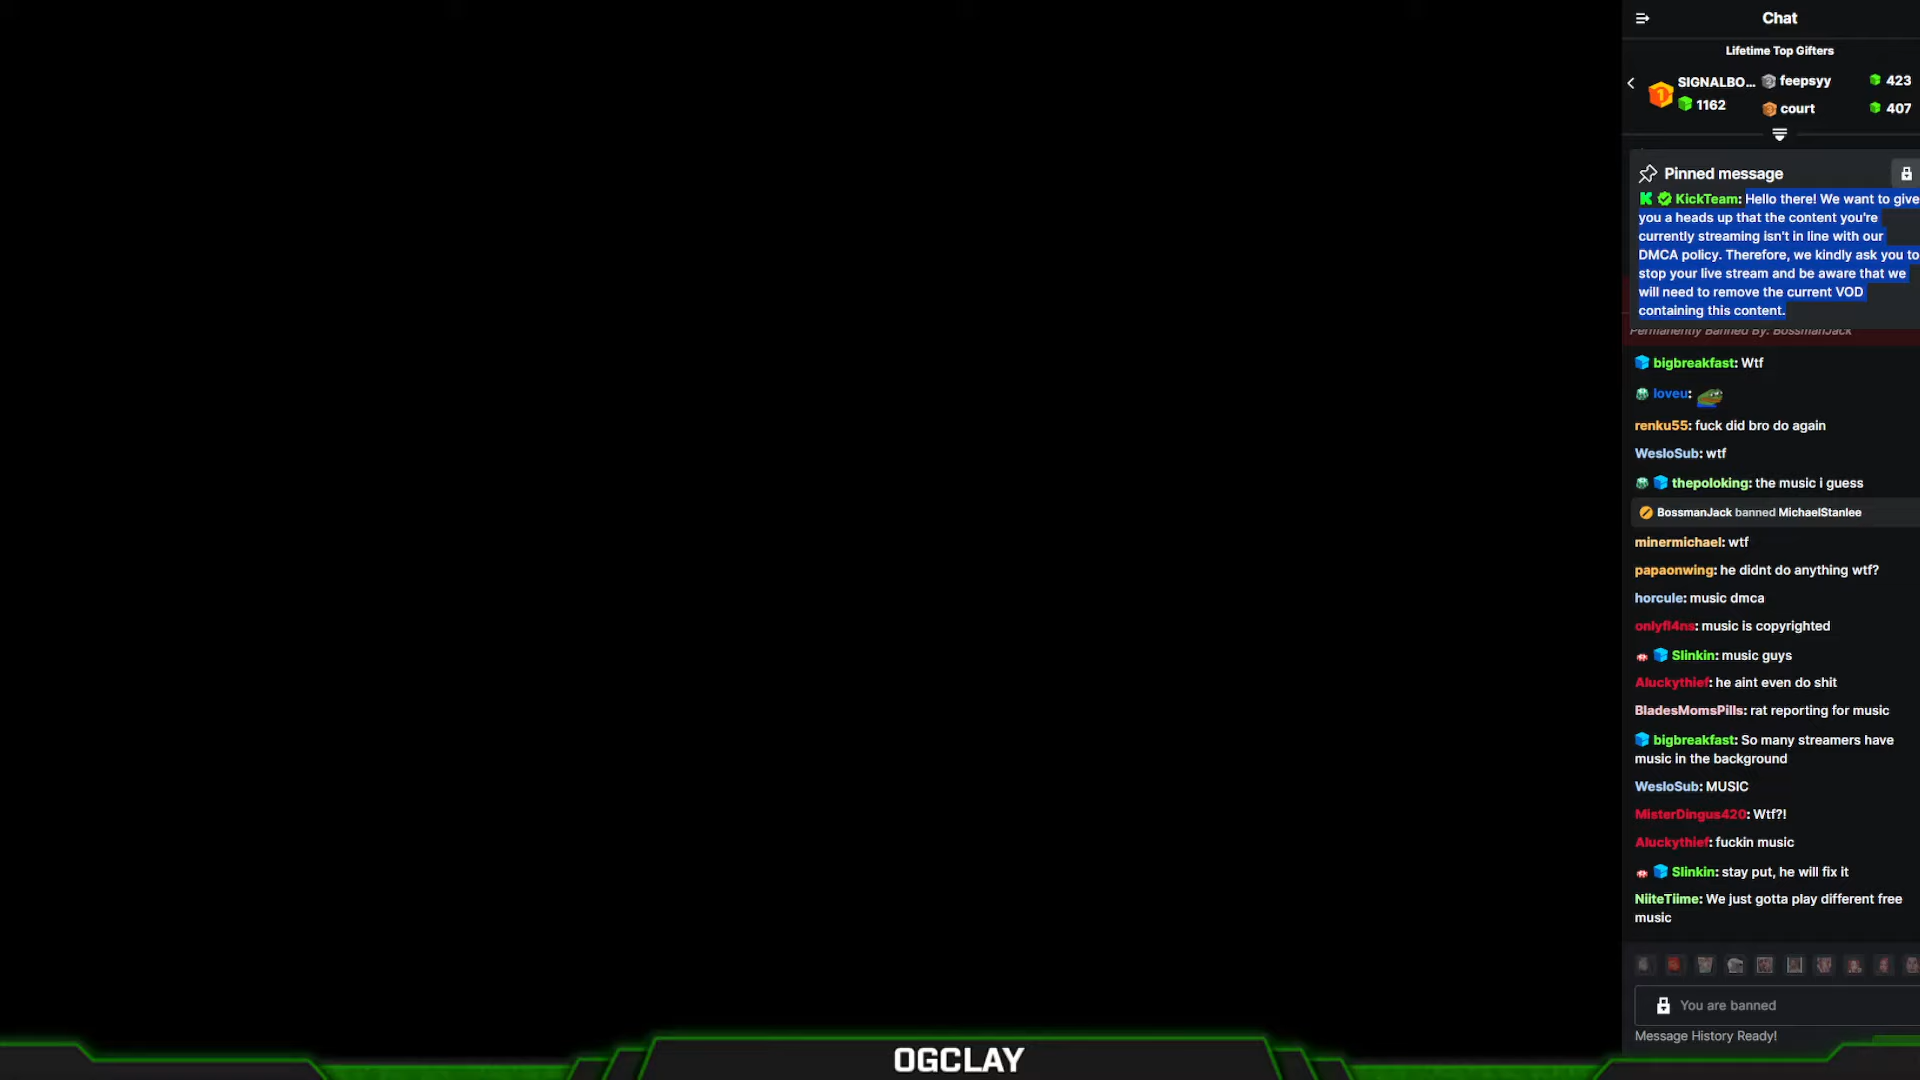 Chat
Lifetime Top Gifters
SIGNALBO...
1162
feepsyy
423
court
407
Pinned message
KickTeam: Hello there! We want to give
you a heads up that the content you're
currently streaming isn't in line with our
DMCA policy. Therefore, we kindly ask you to
stop your live stream and be aware that we
will need to remove the current VOD
containing this content.
Permanently Banned By: BossmanJack
bigbreakfast: Wtf
loveu:
renku55: fuck did bro do again
WesloSub: wtf
thepoloking: the music i guess
BossmanJack banned MichaelStanlee
minermichael: wtf
papaonwing: he didnt do anything wtf?
horcule: music dmca
onlyfl4ns: music is copyrighted
Slinkin: music guys
Aluckythief: he aint even do shit
BladesMomsPills: rat reporting for music
bigbreakfast: So many streamers have
music in the background
WesloSub: MUSIC
MisterDingus420: Wtf?!
Aluckythief: fuckin music
Slinkin: stay put, he will fix it
NiiteTiime: We just gotta play different free
music
You are banned
Message History Ready!
OGCLAY